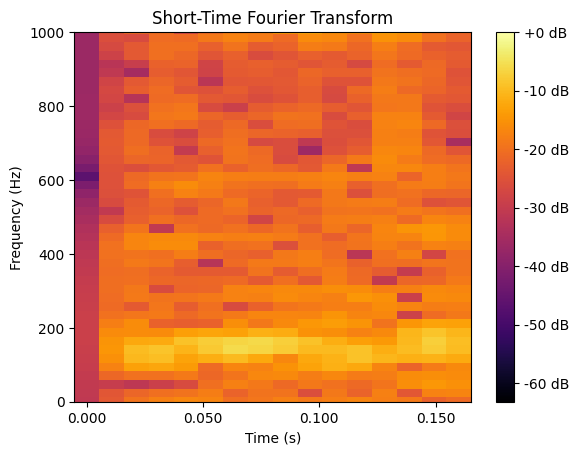 Short-Time Fourier Transform
1000
800
600
400
200
0
Frequency (Hz)
0.000
0.050
0.100
0.150
Time (s)
+0 dB
-10 dB
-20 dB
-30 dB
-40 dB
-50 dB
-60 dB